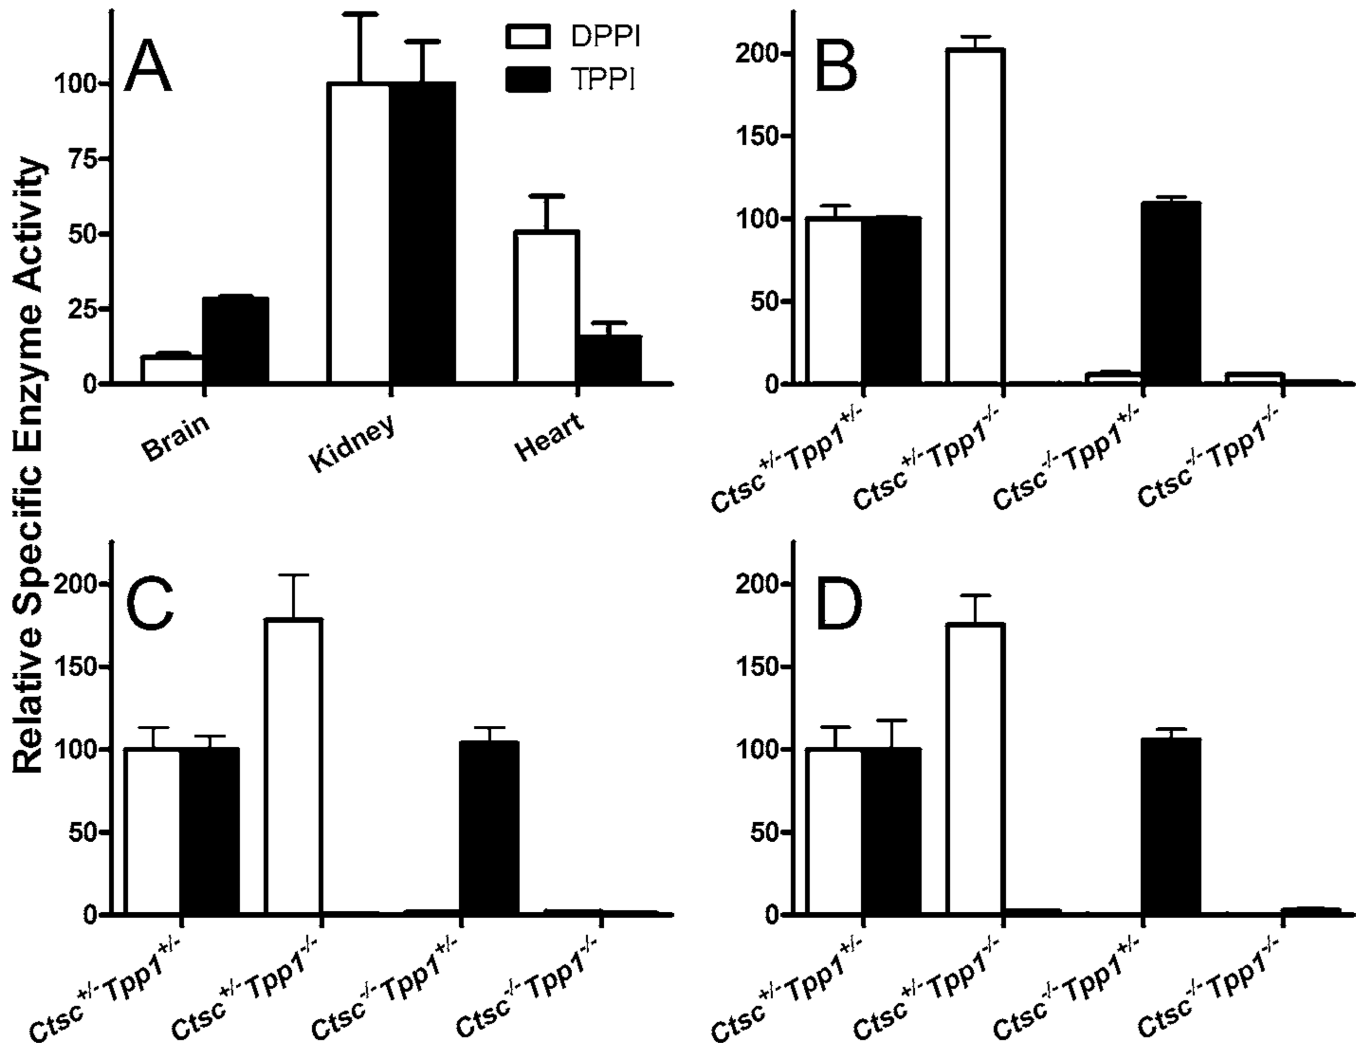 Relative Specific Enzyme Activity
A
DPPI
TPPI
100
75
50
25
0
Brain
Kidney
Heart
B
200
150
100
50
0
Ctsc+/-Tpp1+/-
Ctsc+/-Tpp1-/-
Ctsc-/-Tpp1+/-
Ctsc-/-Tpp1-/-
C
200
150
100
50
0
Ctsc+/-Tpp1+/-
Ctsc+/-Tpp1-/-
Ctsc-/-Tpp1+/-
Ctsc-/-Tpp1-/-
D
200
150
100
50
0
Ctsc+/-Tpp1+/-
Ctsc+/-Tpp1-/-
Ctsc-/-Tpp1+/-
Ctsc-/-Tpp1-/-